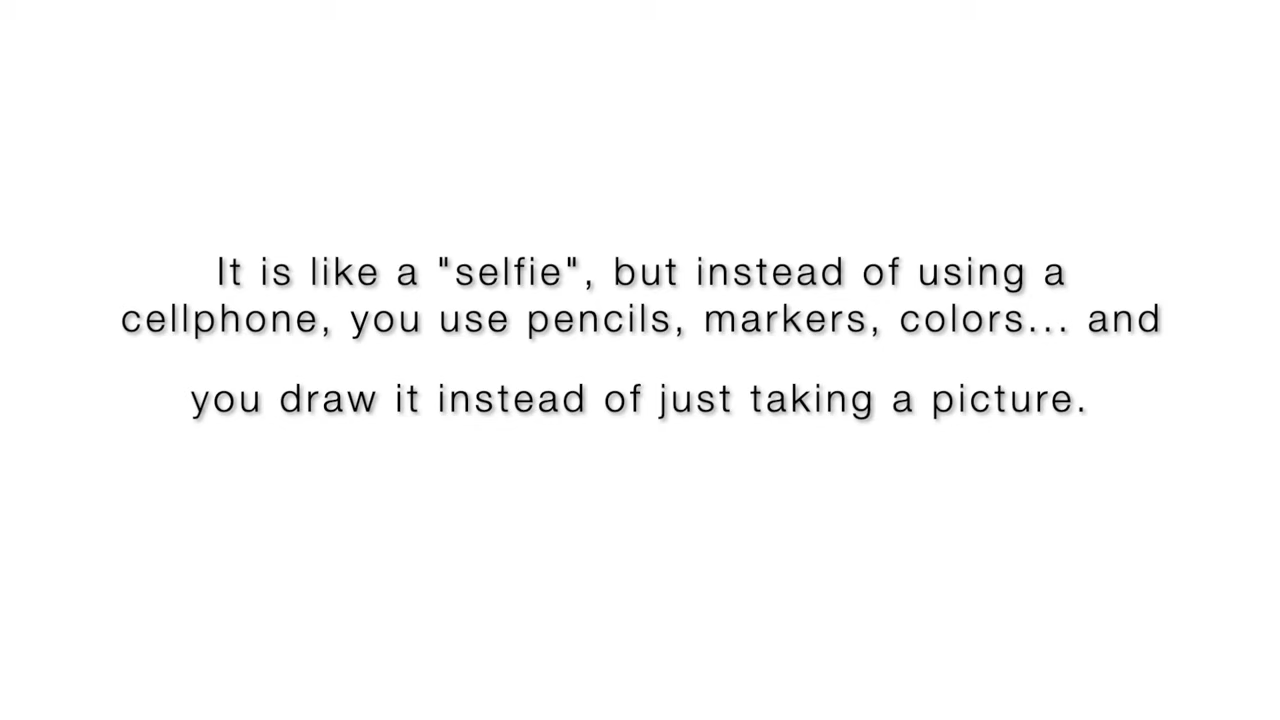 It is like a "selfie", but instead of using a
cellphone, you use pencils, markers, colors... and
you draw it instead of just taking a picture.